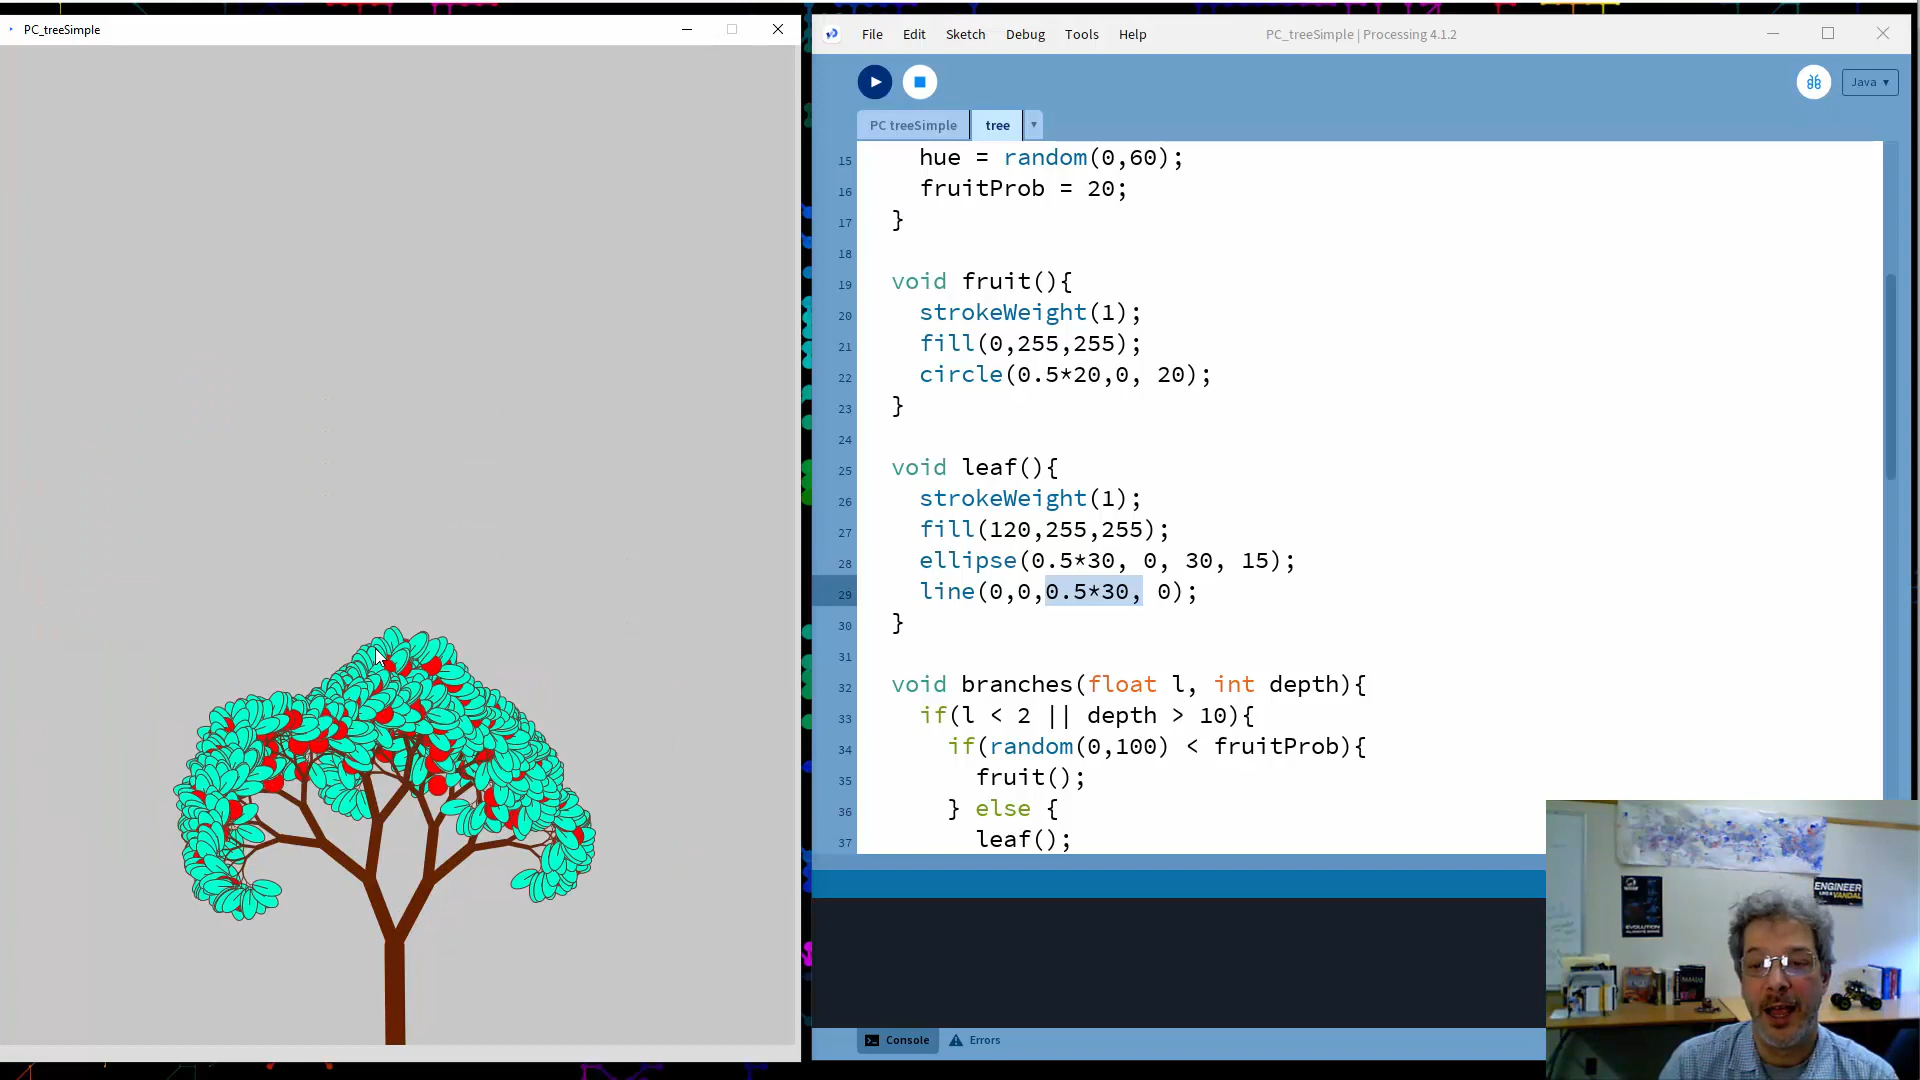 PC_treeSimple
File Edit Sketch Debug Tools Help
PC_treeSimple | Processing 4.1.2
Java ▾
PC treeSimple
tree
▾
15 hue = random(0,60);
16 fruitProb = 20;
17 }
18
19 void fruit(){
20 strokeWeight(1);
21 fill(0,255,255);
22 circle(0.5*20,0, 20);
23 }
24
25 void leaf(){
26 strokeWeight(1);
27 fill(120,255,255);
28 ellipse(0.5*30, 0, 30, 15);
29 line(0,0,0.5*30, 0);
30 }
31
32 void branches(float l, int depth){
33 if(l < 2 || depth > 10){
34 if(random(0,100) < fruitProb){
35 fruit();
36 } else {
37 leaf();
ENGINEER
VANDAL
EVOLUTION
Console
Errors